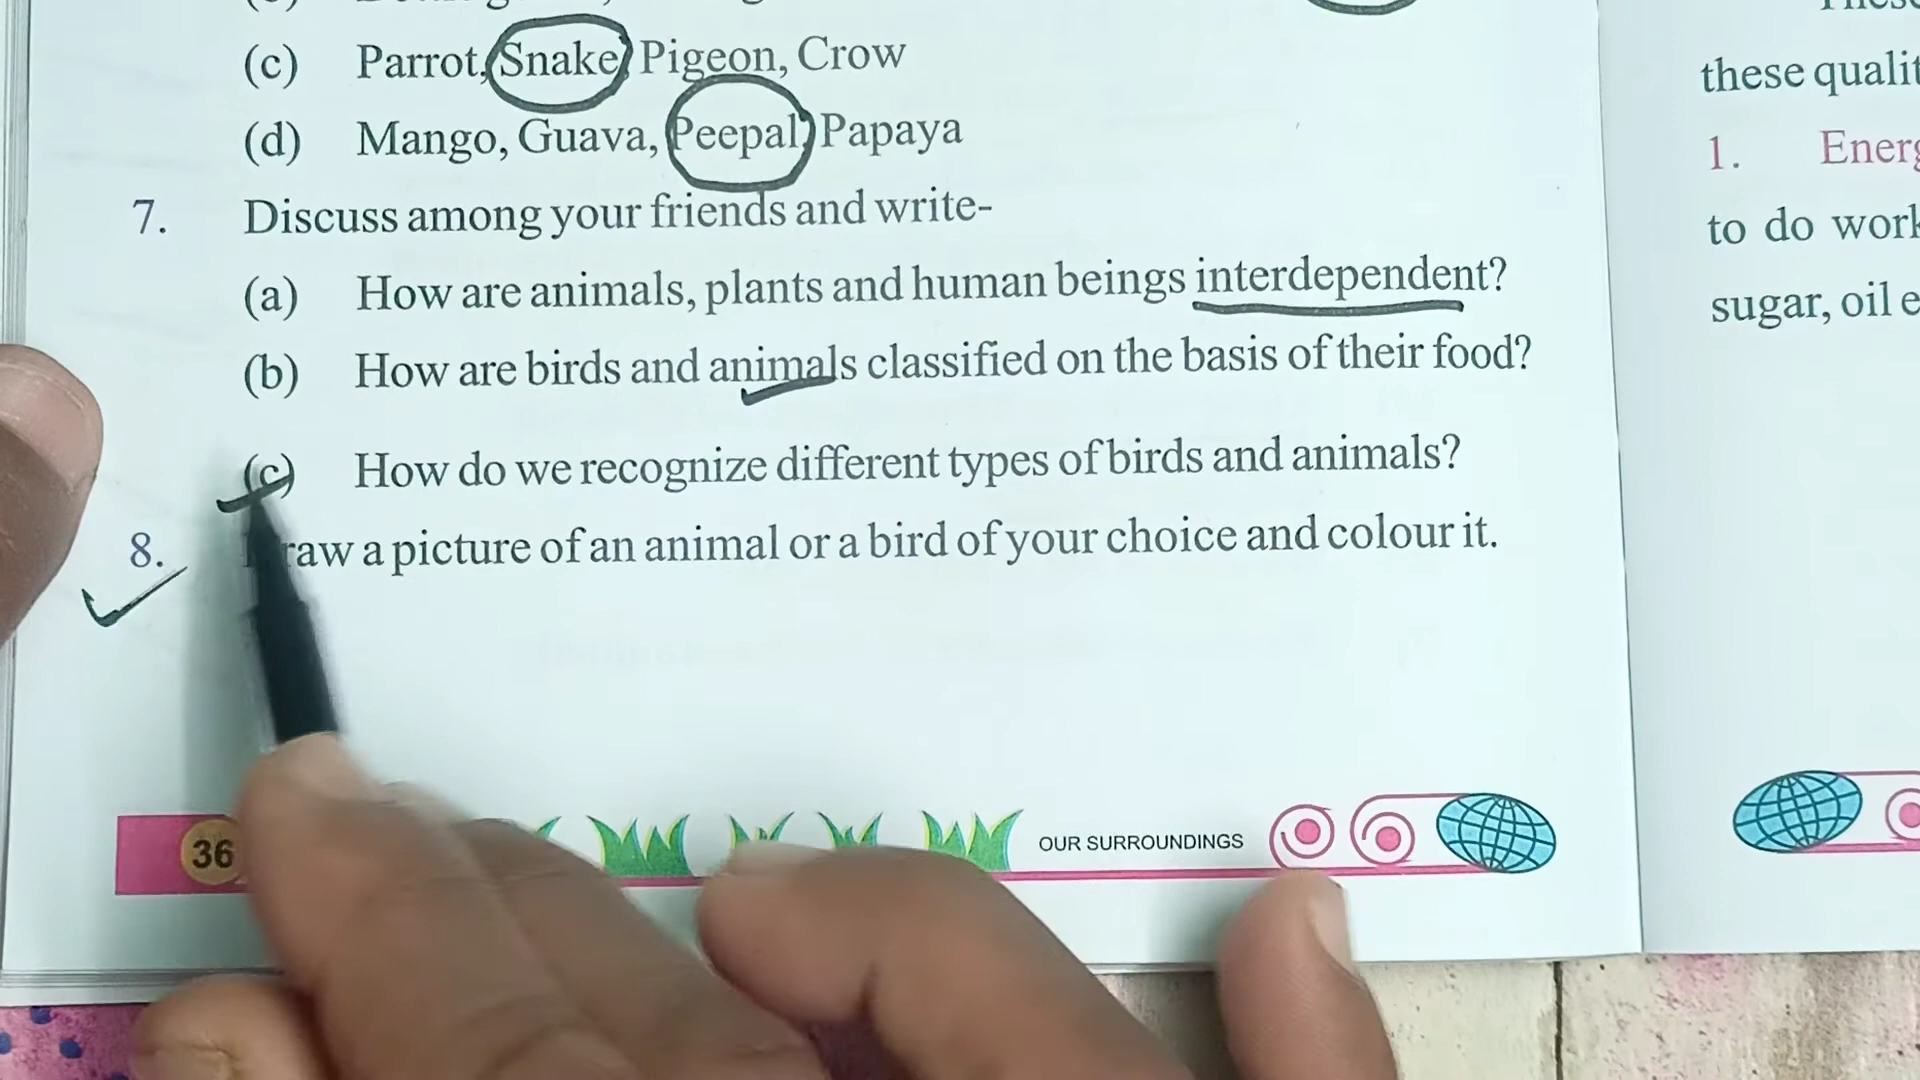 (c) Parrot, Snake, Pigeon, Crow
(d) Mango, Guava, Peepal, Papaya
7. Discuss among your friends and write-
(a) How are animals, plants and human beings interdependent?
(b) How are birds and animals classified on the basis of their food?
(c) How do we recognize different types of birds and animals?
8. raw a picture of an animal or a bird of your choice and colour it.
36 OUR SURROUNDINGS
these qualit
1. Energ
to do work
sugar, oil e